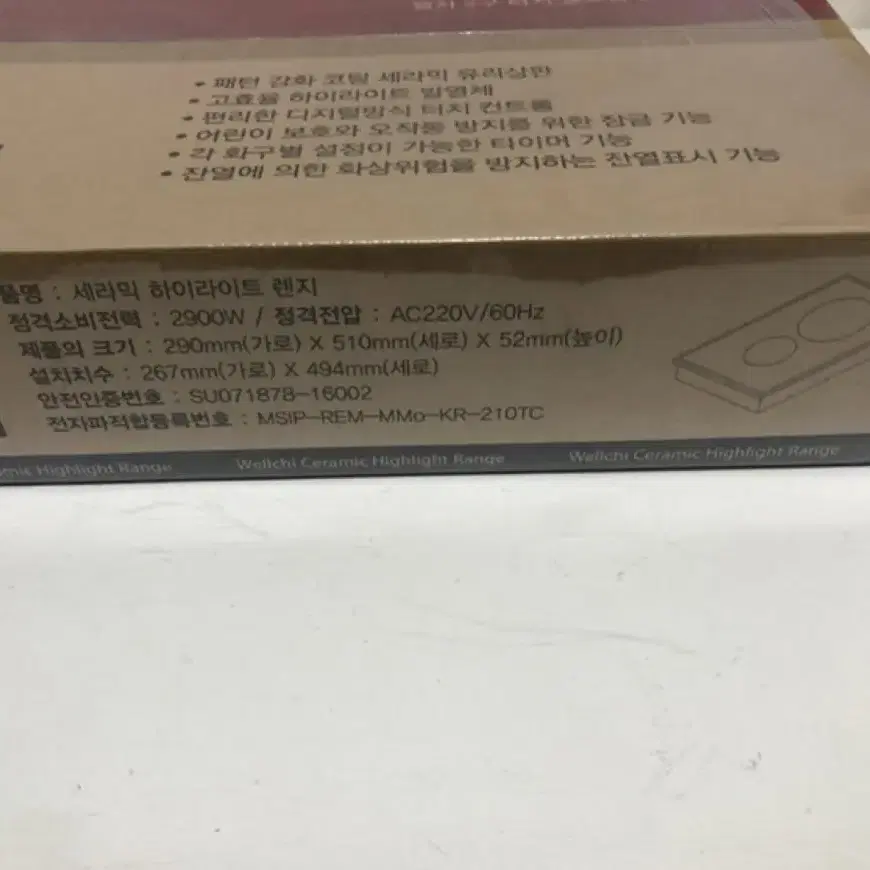 • 패턴 강화 코팅 세라믹 유리상판
• 고효율 하이라이트 발열체
• 편리한 디지털방식 터치 컨트롤
• 어린이 보호와 오작동 방지를 위한 잠금 기능
• 각 화구별 설정이 가능한 타이머 기능
• 잔열에 의한 화상위험을 방지하는 잔열표시 기능
품명 : 세라믹 하이라이트 렌지
정격소비전력 : 2900W / 정격전압 : AC220V/60Hz
제품의 크기 : 290mm(가로) X 510mm(세로) X 52mm(높이)
설치치수 : 267mm(가로) X 494mm(세로)
안전인증번호 : SU071878-16002
전자파적합등록번호 : MSIP-REM-MMo-KR-210TC
amic Highlight Range Wellchi Ceramic Highlight Range Wellchi Ceramic Highlight Range